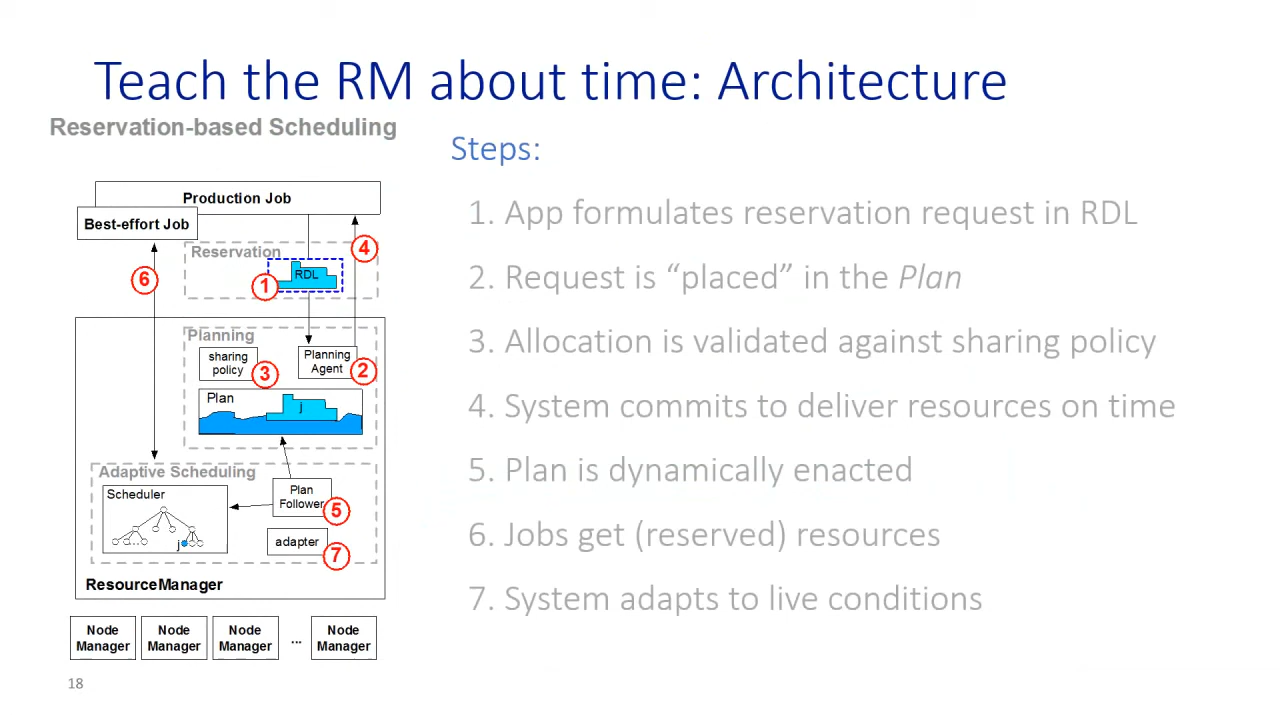 Teach the RM about time: Architecture
Reservation-based Scheduling
Production Job
Best-effort Job
Reservation
RDL
1
4
6
Planning
sharing
policy
3
Planning
Agent
2
Plan
j
Adaptive Scheduling
Scheduler
...
j
Plan
Follower
5
adapter
7
ResourceManager
Node
Manager
Node
Manager
Node
Manager
...
Node
Manager
Steps:
1. App formulates reservation request in RDL
2. Request is “placed” in the Plan
3. Allocation is validated against sharing policy
4. System commits to deliver resources on time
5. Plan is dynamically enacted
6. Jobs get (reserved) resources
7. System adapts to live conditions
18